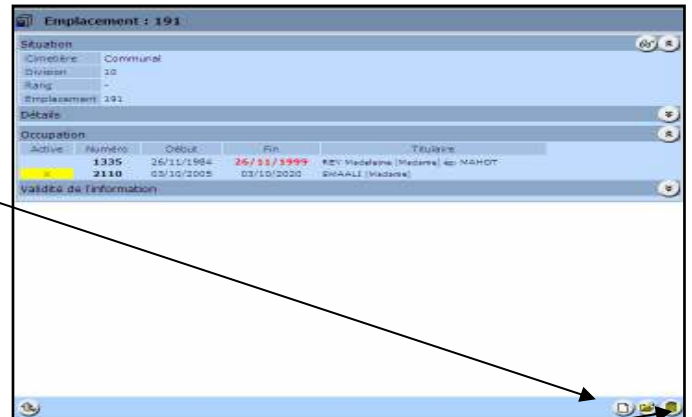 Emplacement : 191
Situation
Cimetière Communal
Division 10
Rang -
Emplacement 191
Détails
Occupation
Active Numéro Début Fin Titulaire
1335 26/11/1984 26/11/1999 REY Madeleine [Madame] ép. MAHOT
x 2110 03/10/2005 03/10/2020 SMAALI [Madame]
Validité de l'information